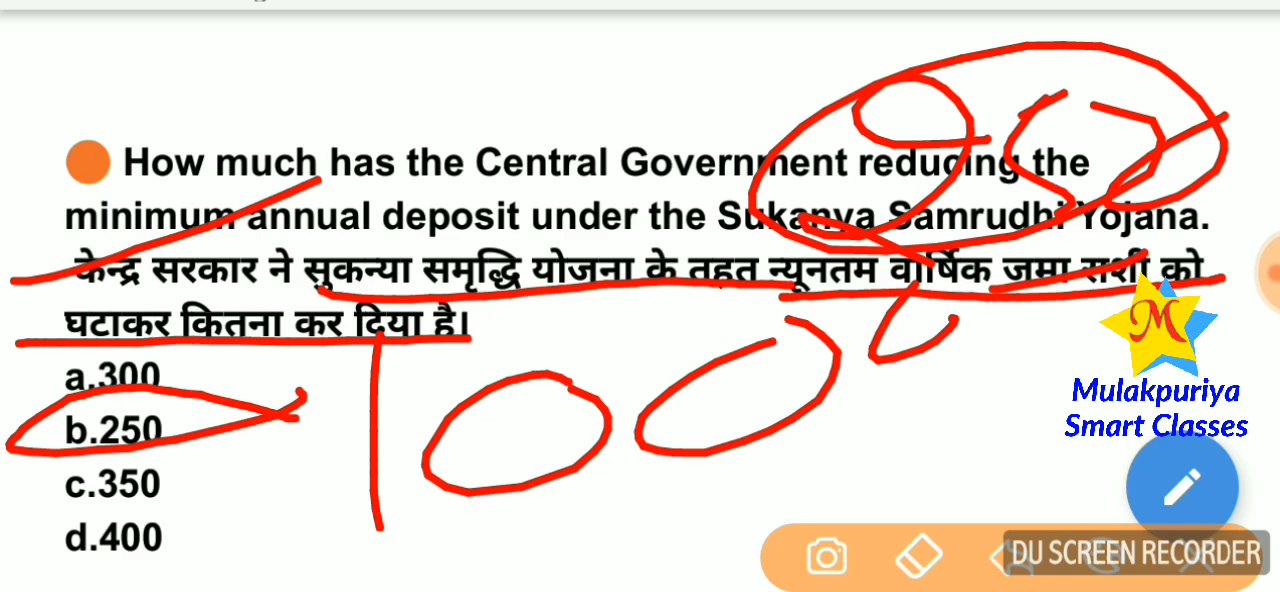 How much has the Central Government reducing the
minimum annual deposit under the Sukanya Samrudhi Yojana.
केन्द्र सरकार ने सुकन्या समृद्धि योजना के तहत न्यूनतम वार्षिक जमा राशी को
घटाकर कितना कर दिया है।
a.300
b.250
c.350
d.400
M
Mulakpuriya
Smart Classes
DU SCREEN RECORDER